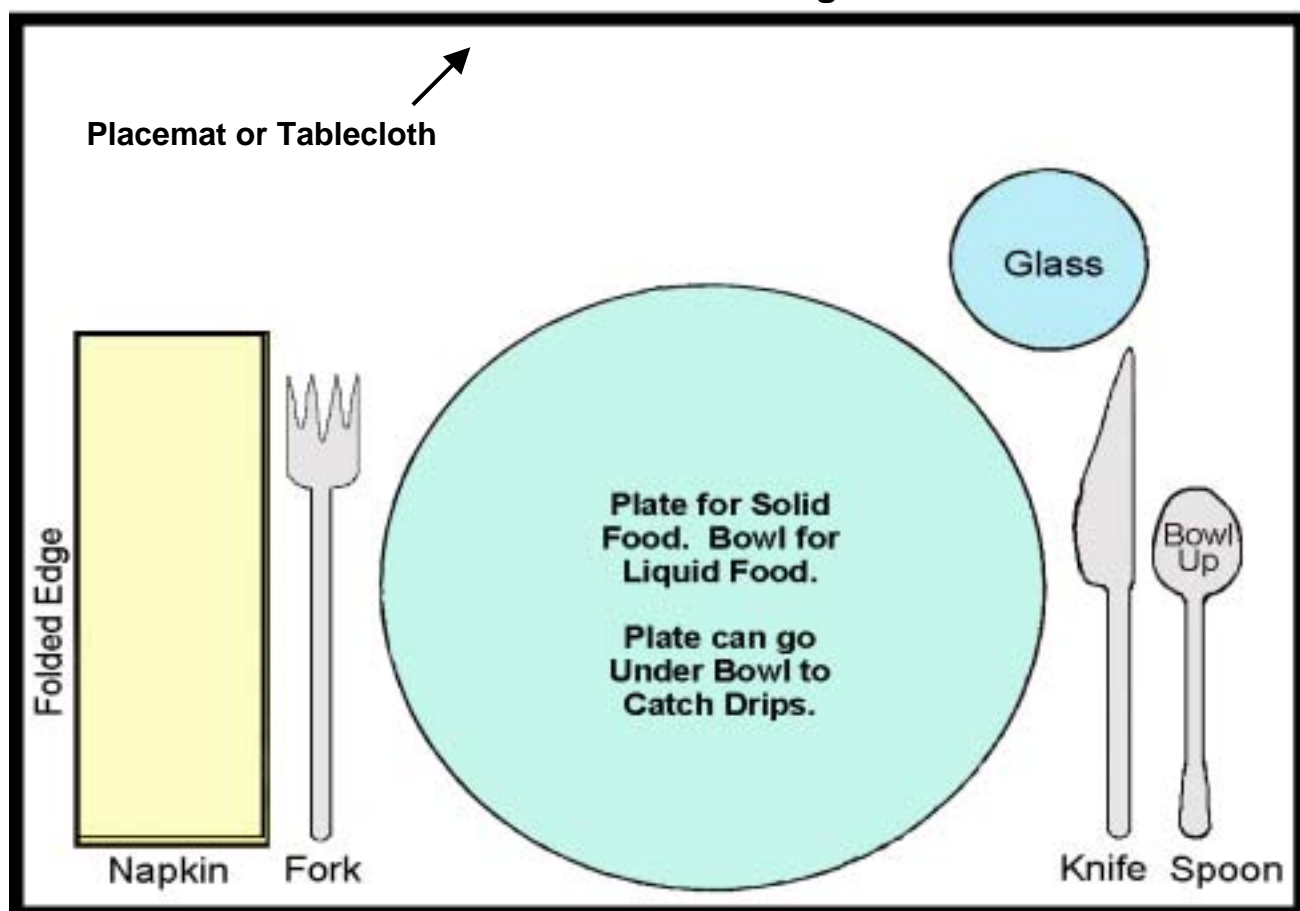 Placemat or Tablecloth
Glass
Plate for Solid
Food. Bowl for
Liquid Food.
Plate can go
Under Bowl to
Catch Drips.
Bowl
Up
Folded Edge
Napkin
Fork
Knife
Spoon